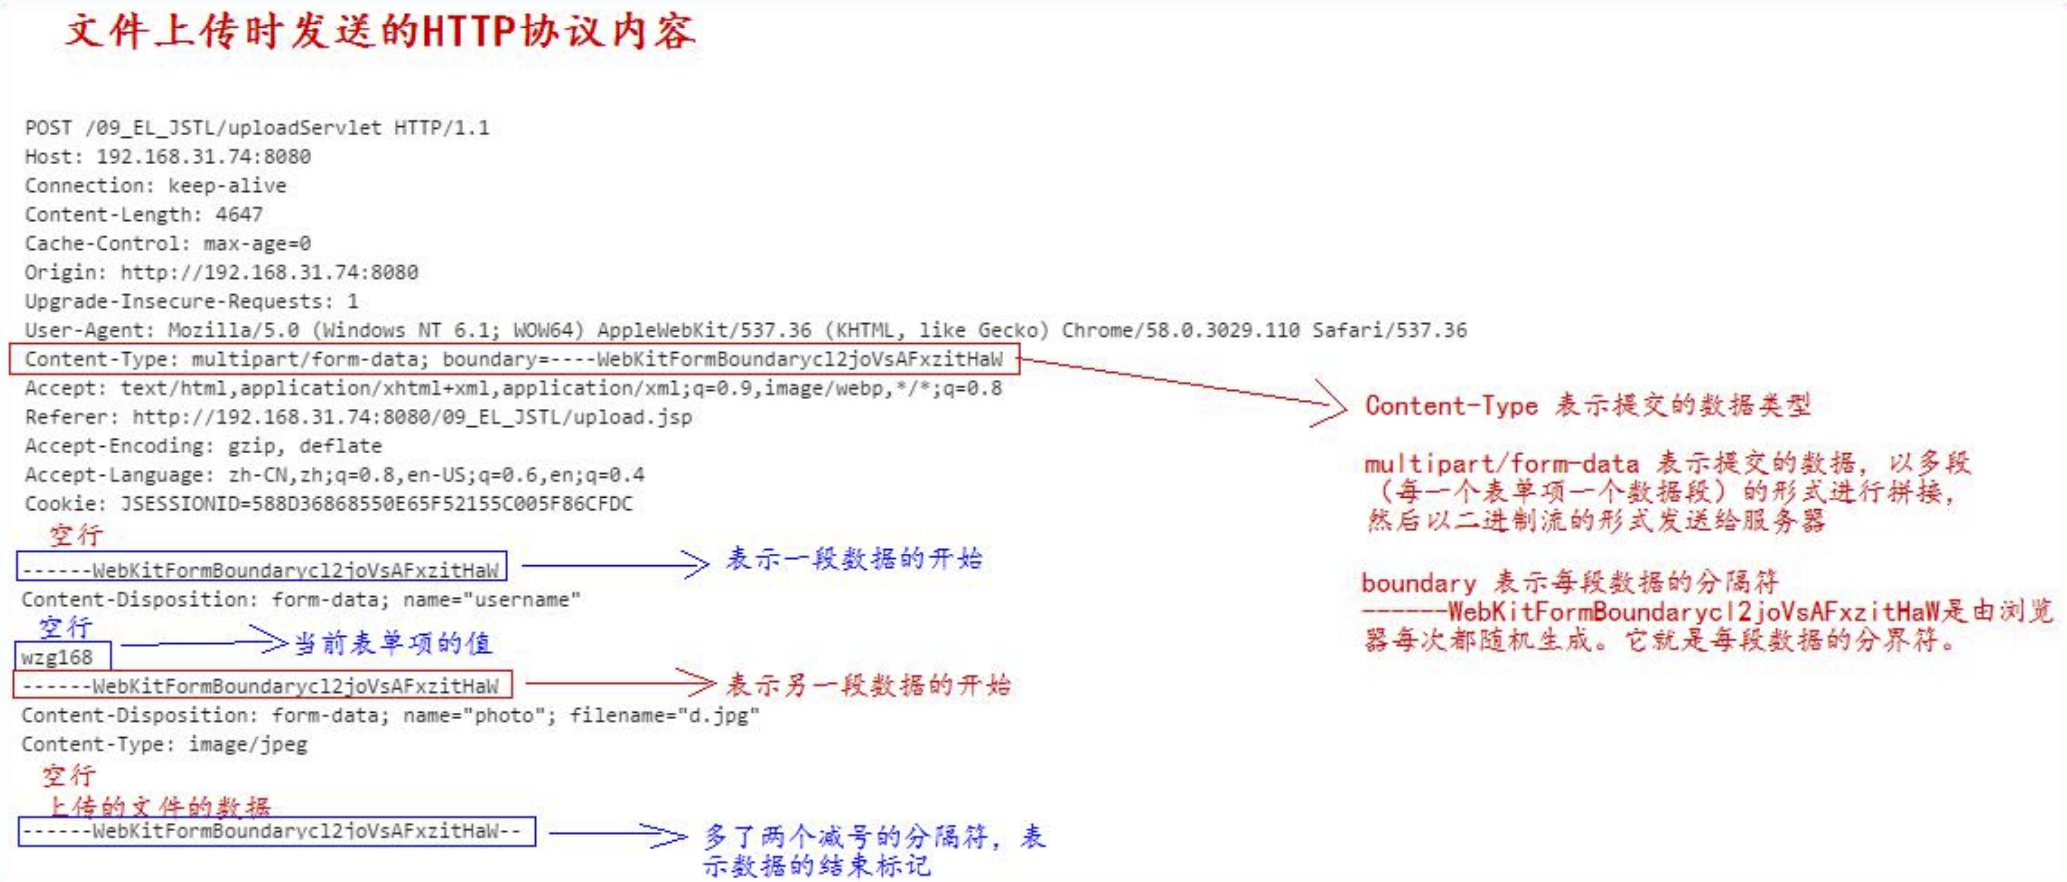 文件上传时发送的HTTP协议内容
POST /09_EL_JSTL/uploadServlet HTTP/1.1
Host: 192.168.31.74:8080
Connection: keep-alive
Content-Length: 4647
Cache-Control: max-age=0
Origin: http://192.168.31.74:8080
Upgrade-Insecure-Requests: 1
User-Agent: Mozilla/5.0 (Windows NT 6.1; WOW64) AppleWebKit/537.36 (KHTML, like Gecko) Chrome/58.0.3029.110 Safari/537.36
Content-Type: multipart/form-data; boundary=----WebKitFormBoundarycl2joVsAFxzitHaW
Accept: text/html,application/xhtml+xml,application/xml;q=0.9,image/webp,*/*;q=0.8
Referer: http://192.168.31.74:8080/09_EL_JSTL/upload.jsp
Accept-Encoding: gzip, deflate
Accept-Language: zh-CN,zh;q=0.8,en-US;q=0.6,en;q=0.4
Cookie: JSESSIONID=588D36868550E65F52155C005F86CFDC
空行
------WebKitFormBoundarycl2joVsAFxzitHaW
表示一段数据的开始
Content-Disposition: form-data; name="username"
空行
当前表单项的值
wzg168
------WebKitFormBoundarycl2joVsAFxzitHaW
表示另一段数据的开始
Content-Disposition: form-data; name="photo"; filename="d.jpg"
Content-Type: image/jpeg
空行
上传的文件的数据
------WebKitFormBoundarycl2joVsAFxzitHaW--
多了两个减号的分隔符，表
示数据的结束标记
Content-Type 表示提交的数据类型
multipart/form-data 表示提交的数据，以多段
（每一个表单项一个数据段）的形式进行拼接，
然后以二进制流的形式发送给服务器
boundary 表示每段数据的分隔符
------WebKitFormBoundarycl2joVsAFxzitHaW是由浏览
器每次都随机生成。它就是每段数据的分界符。